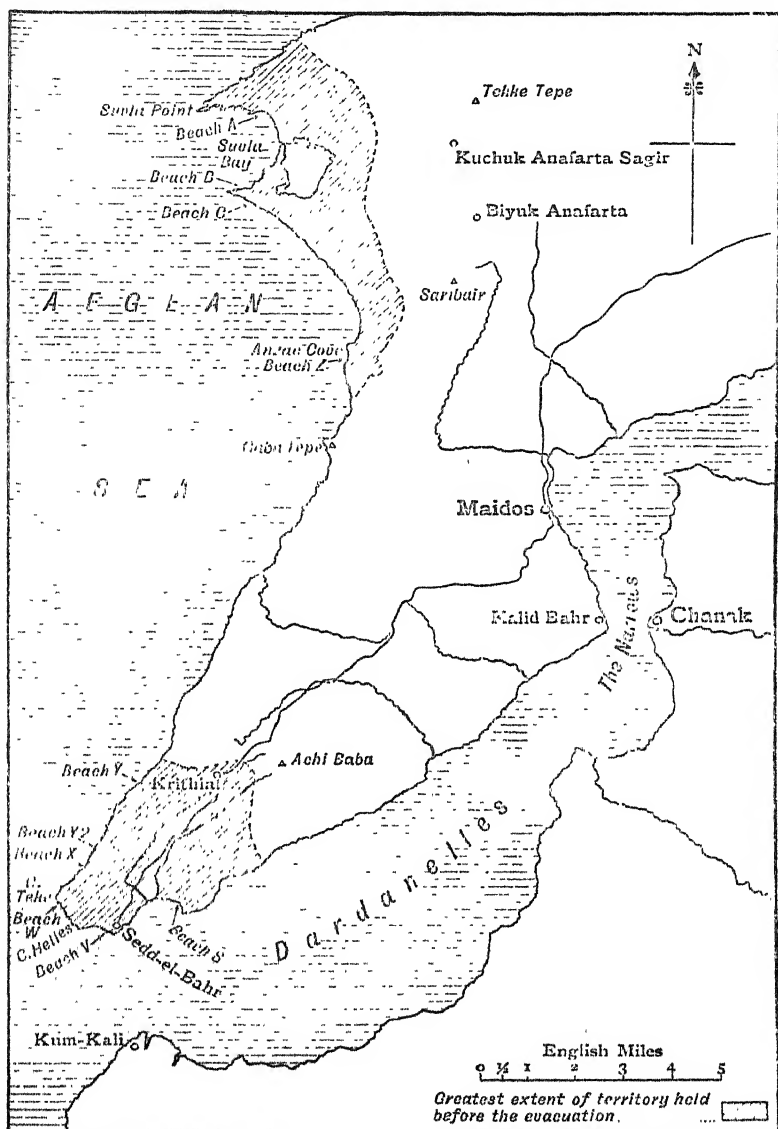 N
Tekke Tepe
Suvla Point
Beach A
Suvla
Bay
Kuchuk Anafarta Sagir
Beach B
Beach C
Biyuk Anafarta
Saribair
AEGEAN
Anzac Cove
Beach Z
Gaba Tepe
SEA
Maidos
Kalid Bahr
The Narrows
Chanak
Beach Y
Krithia
Achi Baba
Beach Y2
Beach X
C.
Teke
Beach
W
C. Helles
Beach V
Sedd-el-Bahr
Beach S
Dardanelles
Kum-Kali
English Miles
0 ½ 1 2 3 4 5
Greatest extent of territory held
before the evacuation. ....